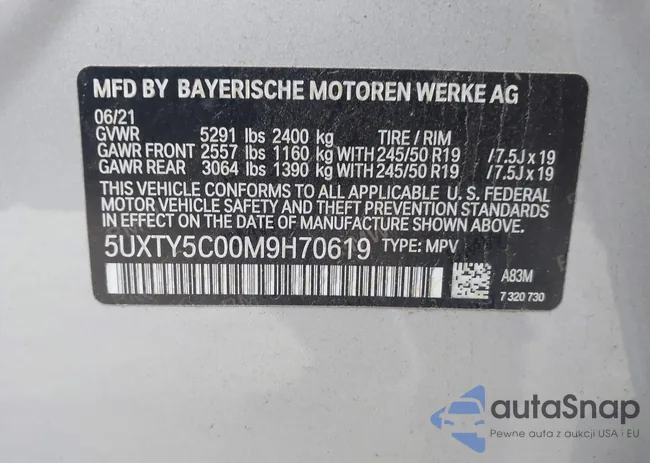 MFD BY BAYERISCHE MOTOREN WERKE AG
06/21
GVWR 5291 lbs 2400 kg TIRE / RIM
GAWR FRONT 2557 lbs 1160 kg WITH 245/50 R19 /7.5J x 19
GAWR REAR 3064 lbs 1390 kg WITH 245/50 R19 /7.5J x 19
THIS VEHICLE CONFORMS TO ALL APPLICABLE U. S. FEDERAL
MOTOR VEHICLE SAFETY AND THEFT PREVENTION STANDARDS
IN EFFECT ON THE DATE OF MANUFACTURE SHOWN ABOVE.
5UXTY5C00M9H70619 TYPE: MPV
A83M
7 320 730
autoSnap
Pewne auta z aukcji USA i EU